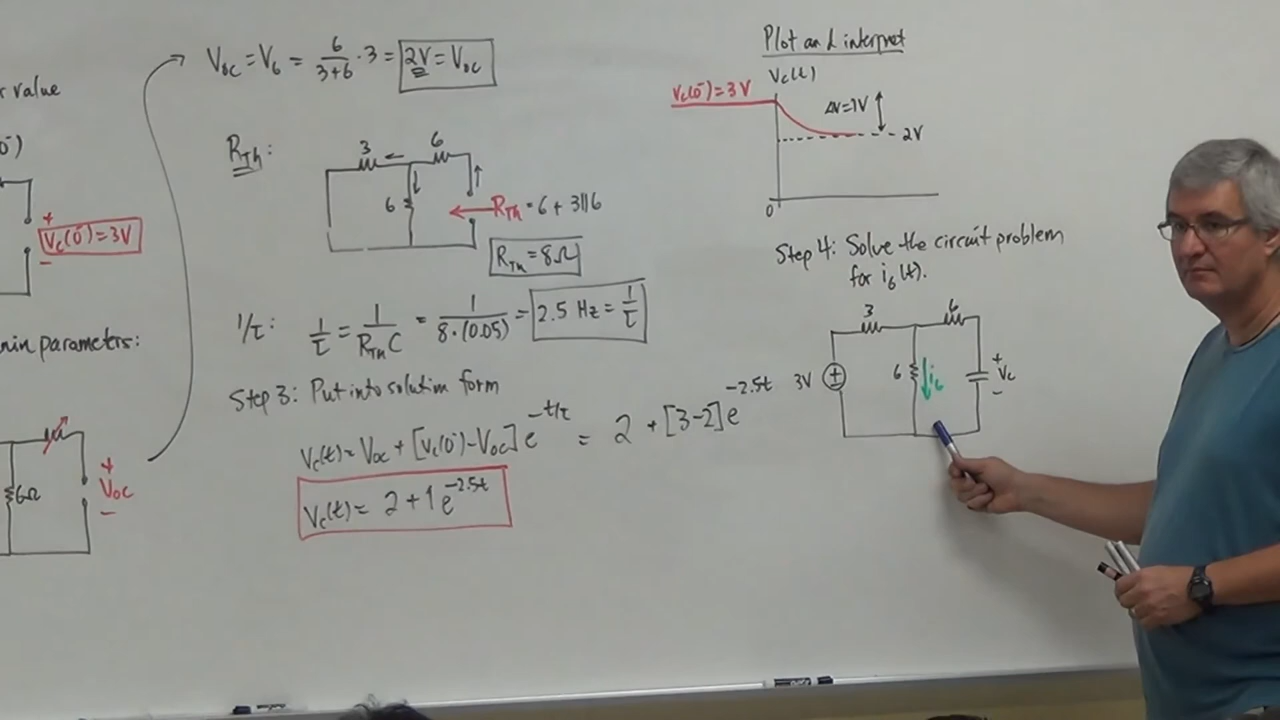 r value
0⁻)
+
Vc(0⁻) = 3V
−
parameters:
6Ω
+
Voc
−
Voc = V6 = 6/(3+6) · 3 = 2V = Voc
RTh:
3
6
6
RTh = 6 + 3||6
RTh = 8Ω
1/τ: 1/τ = 1/(RThC) = 1/(8·(0.05)) = 2.5 Hz = 1/τ
Step 3: Put into solution form
Vc(t) = Voc + [Vc(0⁻) − Voc] e^(−t/τ) = 2 + [3−2] e^(−2.5t)
Vc(t) = 2 + 1e^(−2.5t)
Plot and interpret
Vc(t)
Vc(0⁻) = 3V
ΔV=1V
2V
0
Step 4: Solve the circuit problem
for i6(t).
3
6
3V
6
i6
+
Vc
−